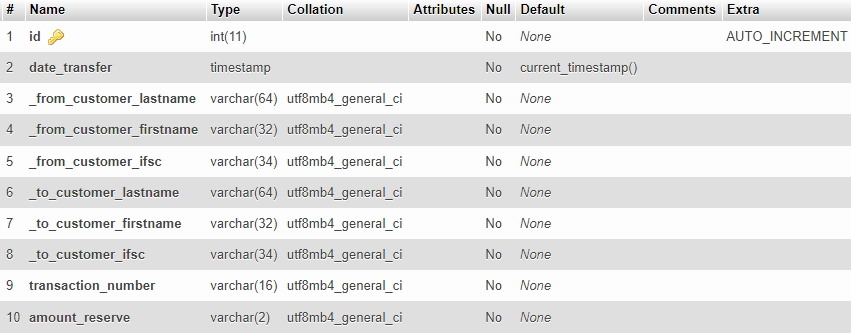 # Name Type Collation Attributes Null Default Comments Extra
1 id int(11) No None AUTO_INCREMENT
2 date_transfer timestamp No current_timestamp()
3 _from_customer_lastname varchar(64) utf8mb4_general_ci No None
4 _from_customer_firstname varchar(32) utf8mb4_general_ci No None
5 _from_customer_ifsc varchar(34) utf8mb4_general_ci No None
6 _to_customer_lastname varchar(64) utf8mb4_general_ci No None
7 _to_customer_firstname varchar(32) utf8mb4_general_ci No None
8 _to_customer_ifsc varchar(34) utf8mb4_general_ci No None
9 transaction_number varchar(16) utf8mb4_general_ci No None
10 amount_reserve varchar(2) utf8mb4_general_ci No None